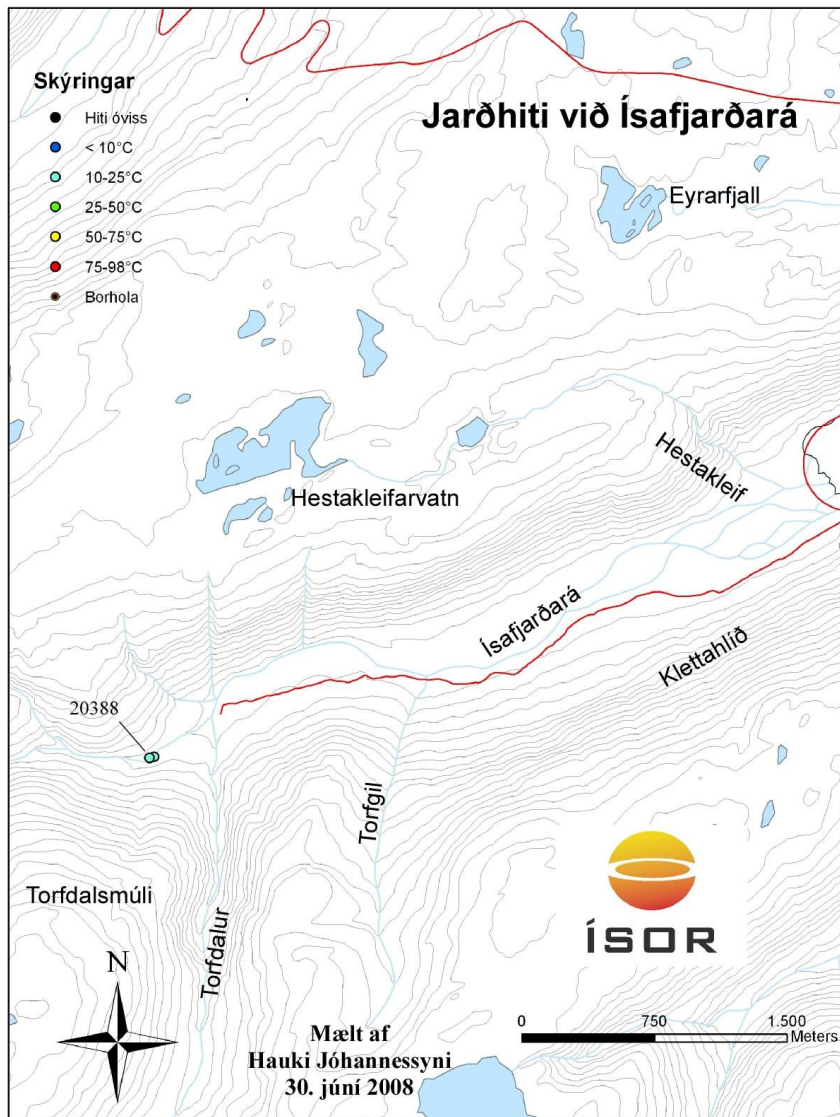 Skýringar
Hiti óviss
< 10°C
10-25°C
25-50°C
50-75°C
75-98°C
Borhola
Jarðhiti við Ísafjarðará
Eyrarfjall
Hestakleif
Hestakleifarvatn
Ísafjarðará
Klettahlíð
20388
Torfgil
Torfdalsmúli
Torfdalur
ÍSOR
N
Mælt af
Hauki Jóhannessyni
30. júní 2008
0 750 1.500
Meters